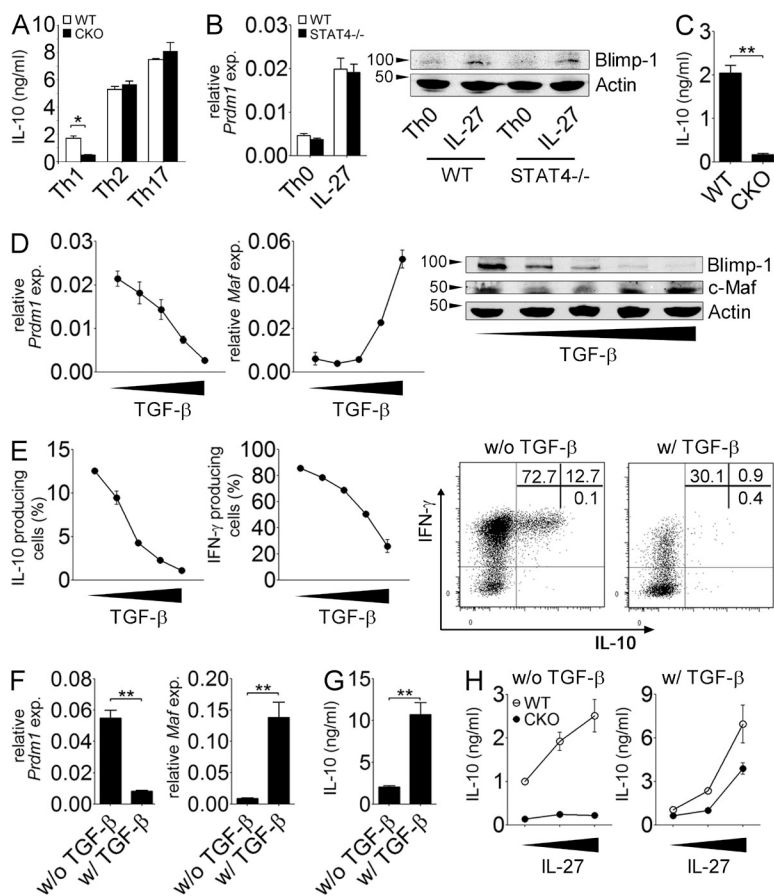 A
IL-10 (ng/ml)
10
8
6
4
2
0
WT
CKO
*
Th1
Th2
Th17
B
relative
Prdm1 exp.
0.03
0.02
0.01
0.00
WT
STAT4-/-
Th0
IL-27
100
50
Blimp-1
Actin
Th0
IL-27
Th0
IL-27
WT
STAT4-/-
C
IL-10 (ng/ml)
3
2
1
0
**
WT
CKO
D
relative
Prdm1 exp.
0.03
0.02
0.01
0.00
TGF-β
relative Maf exp.
0.06
0.04
0.02
0.00
TGF-β
100
50
50
Blimp-1
c-Maf
Actin
TGF-β
E
IL-10 producing
cells (%)
15
10
5
0
TGF-β
IFN-γ producing
cells (%)
100
80
60
40
20
0
TGF-β
w/o TGF-β
72.7 12.7
0.1
w/ TGF-β
30.1 0.9
0.4
IFN-γ
0
0
0
0
IL-10
F
relative
Prdm1 exp.
0.08
0.06
0.04
0.02
0.00
**
w/o TGF-β
w/ TGF-β
relative Maf exp.
0.20
0.15
0.10
0.05
0.00
**
w/o TGF-β
w/ TGF-β
G
IL-10 (ng/ml)
15
10
5
0
**
w/o TGF-β
w/ TGF-β
H
w/o TGF-β
IL-10 (ng/ml)
3
2
1
0
WT
CKO
IL-27
w/ TGF-β
IL-10 (ng/ml)
9
6
3
0
IL-27